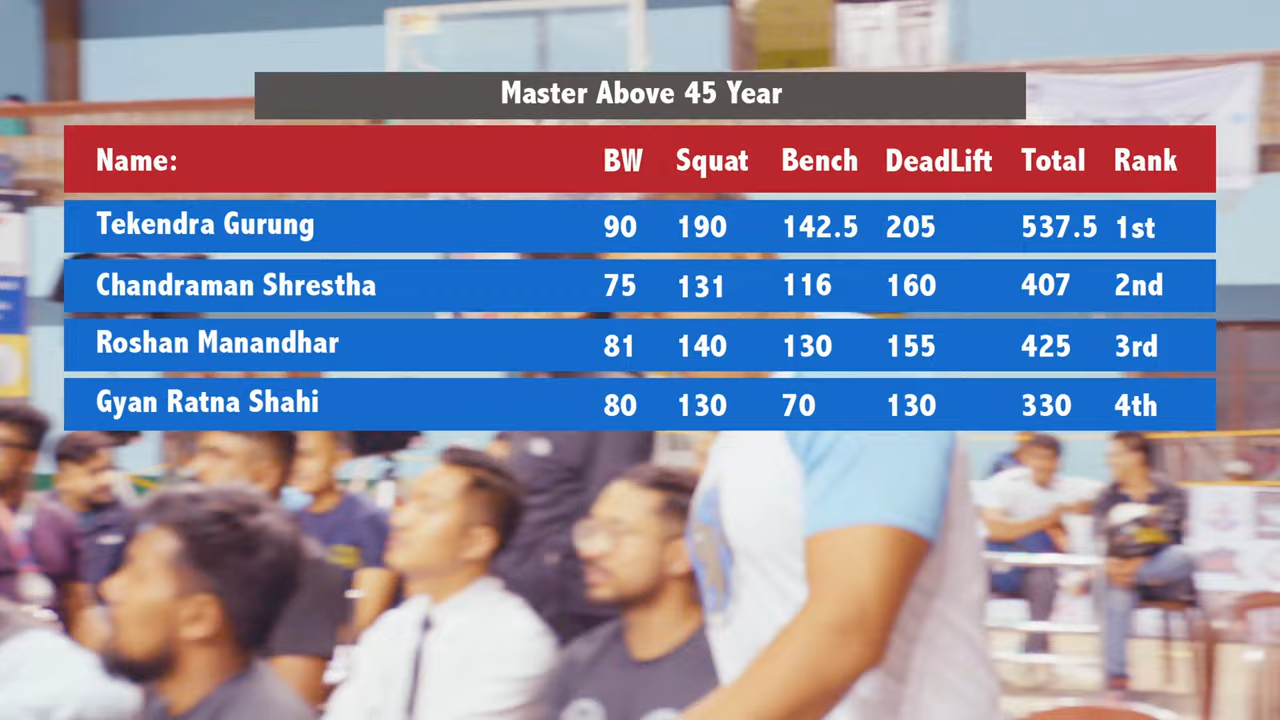 Master Above 45 Year
Name: BW Squat Bench DeadLift Total Rank
Tekendra Gurung 90 190 142.5 205 537.5 1st
Chandraman Shrestha 75 131 116 160 407 2nd
Roshan Manandhar 81 140 130 155 425 3rd
Gyan Ratna Shahi 80 130 70 130 330 4th